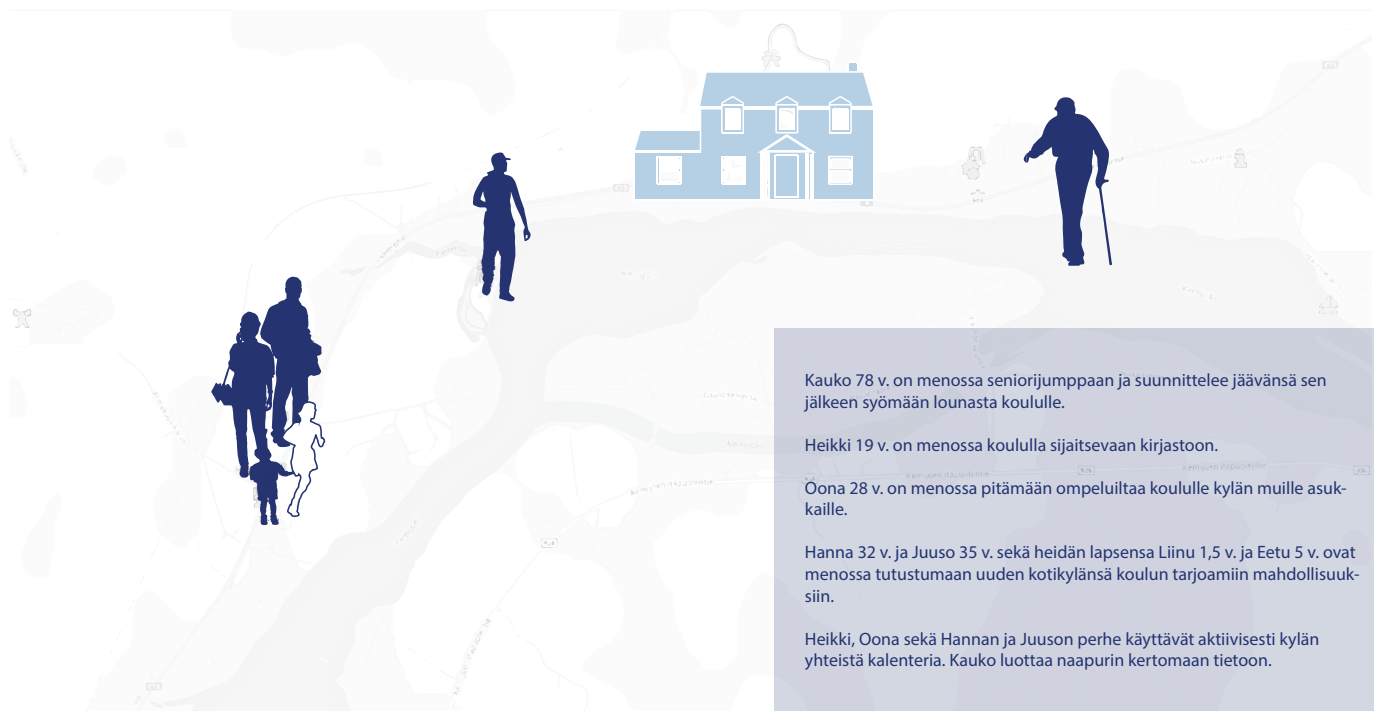 Kauko 78 v. on menossa seniorijumppaan ja suunnittelee jäävänsä sen
jälkeen syömään lounasta koululle.
Heikki 19 v. on menossa koululla sijaitsevaan kirjastoon.
Oona 28 v. on menossa pitämään ompeluiltaa koululle kylän muille asuk-
kaille.
Hanna 32 v. ja Juuso 35 v. sekä heidän lapsensa Liinu 1,5 v. ja Eetu 5 v. ovat
menossa tutustumaan uuden kotikylänsä koulun tarjoamiin mahdollisuuk-
siin.
Heikki, Oona sekä Hannan ja Juuson perhe käyttävät aktiivisesti kylän
yhteistä kalenteria. Kauko luottaa naapurin kertomaan tietoon.